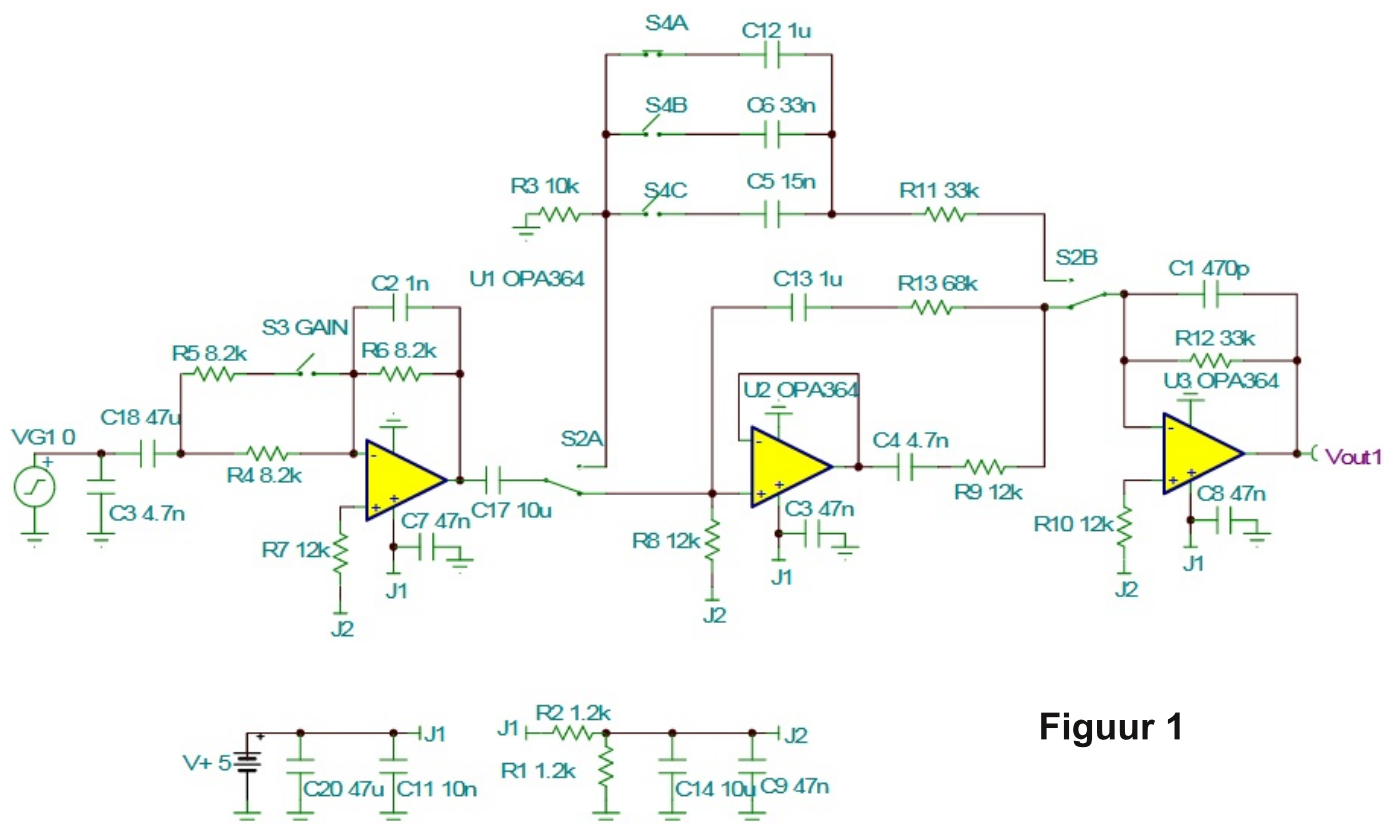 S4A
C12 1u
S4B
C6 33n
R3 10k
S4C
C5 15n
R11 33k
S2B
U1 OPA364
C2 1n
C13 1u
R13 68k
C1 470p
S3 GAIN
R5 8.2k
R6 8.2k
R12 33k
U2 OPA364
U3 OPA364
C18 47u
VG1 0
+
R4 8.2k
-
+
+
S2A
-
+
+
C4 4.7n
R9 12k
-
+
+
Vout1
C3 4.7n
C7 47n
C17 10u
C3 47n
C8 47n
R7 12k
R8 12k
R10 12k
J1
J1
J1
J2
J2
J2
R2 1.2k
J1
J1
J2
+
V+ 5
R1 1.2k
C20 47u
C11 10n
C14 10u
C9 47n
Figuur 1